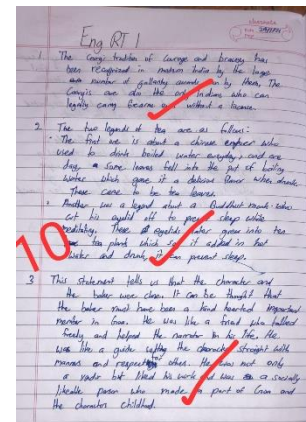 Eng RT 1
1. The Coorgi tradition of courage and bravery has
been recognized in modern India by the large
number of gallantry awards won by them, The
Coorgis are also the only Indians who can
legally carry firearms without a licence.
2. The two legends of tea are as follows:
The first one is about a chinese emperor who
used to drink boiled water everyday, and one
day, a some leaves fell into the pot of boiling
water which gave it a delicious flavor when drunk.
These came to be tea leaves.
Another was a legend about a Buddhist monk who
cut his eyelid off to prevent sleep while
meditating. These eyelids later grew into ten
tea plant which when added in hot
water and drunk, it can prevent sleep.
10
3 This statement tells us that the character and
the baker were close. It can be thought that
the baker must have been a kind hearted important
member in Goa. He was like a friend who talked
freely and helped the narrator in his life. He
was like a guide setting the character straight with
manners and respecting other. He was not only
a vadir but liked his work and was a socially
likeable person who made a part of Goa and
the character childhood.